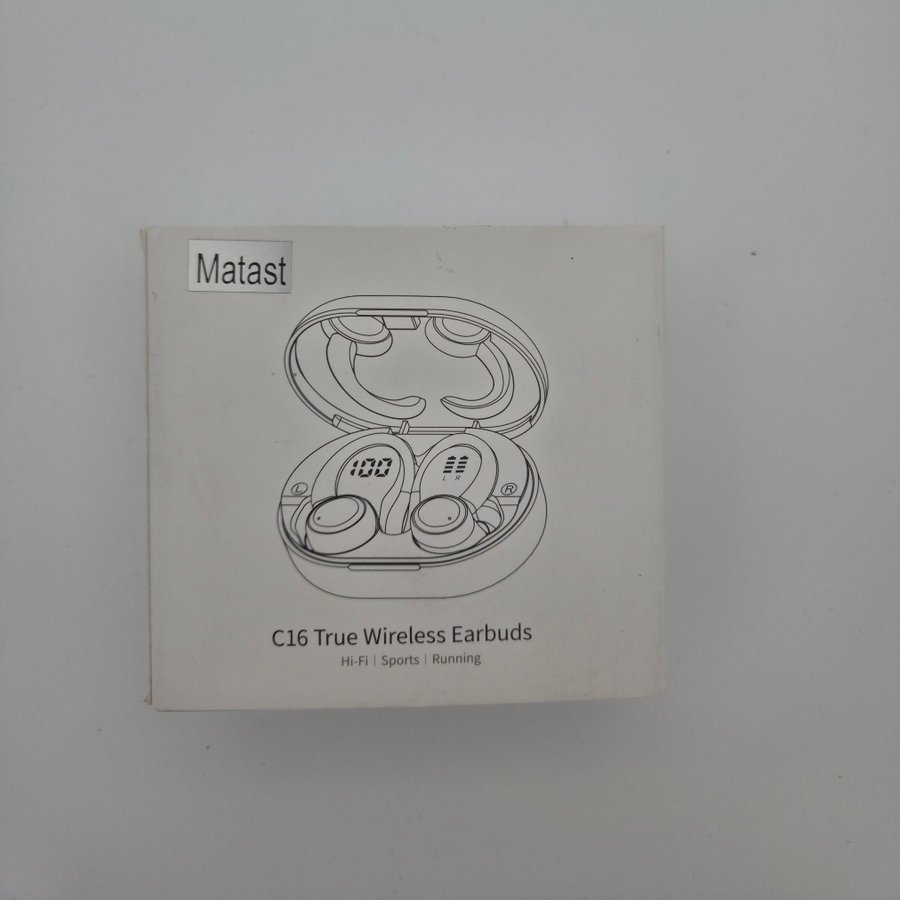 Matast
100
L R
L
R
C16 True Wireless Earbuds
Hi-Fi | Sports | Running